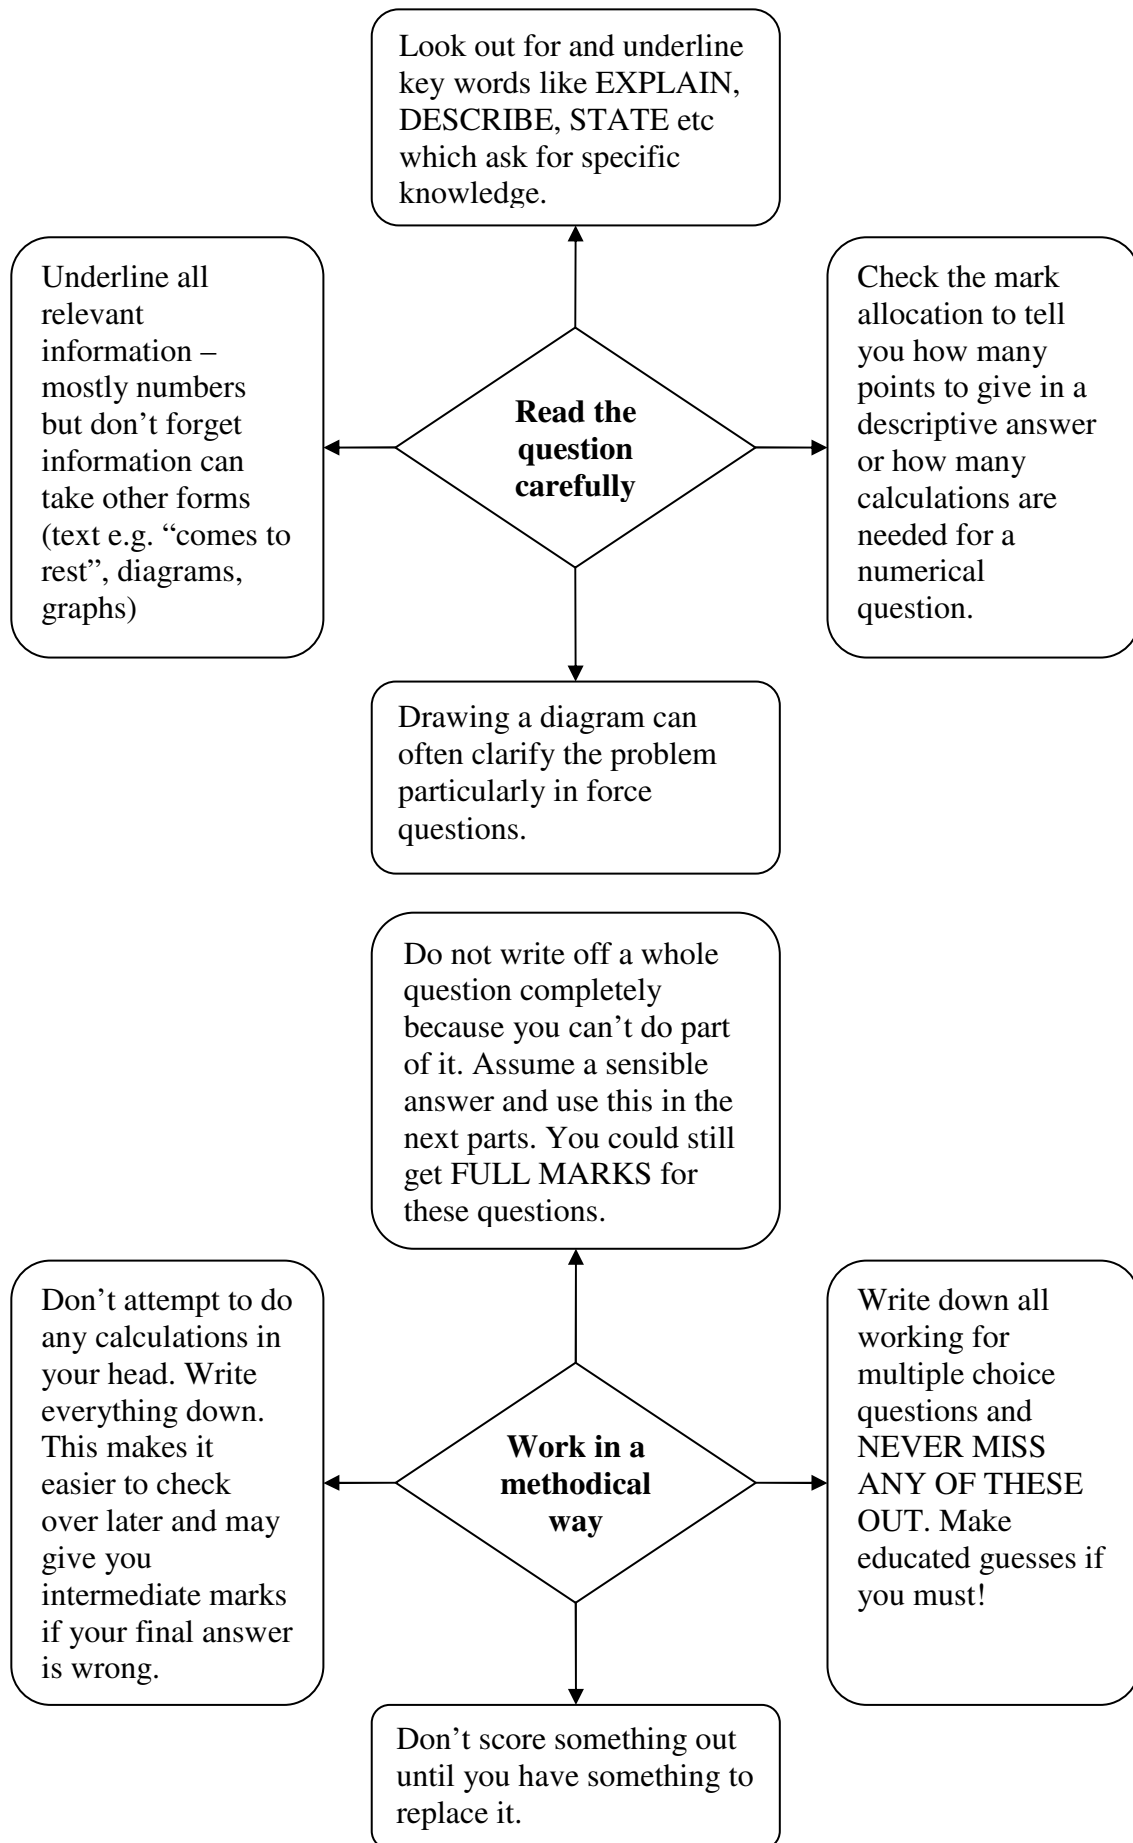 Look out for and underline
key words like EXPLAIN,
DESCRIBE, STATE etc
which ask for specific
knowledge.
Underline all
relevant
information –
mostly numbers
but don’t forget
information can
take other forms
(text e.g. “comes to
rest”, diagrams,
graphs)
Read the
question
carefully
Check the mark
allocation to tell
you how many
points to give in a
descriptive answer
or how many
calculations are
needed for a
numerical
question.
Drawing a diagram can
often clarify the problem
particularly in force
questions.
Do not write off a whole
question completely
because you can’t do part
of it. Assume a sensible
answer and use this in the
next parts. You could still
get FULL MARKS for
these questions.
Don’t attempt to do
any calculations in
your head. Write
everything down.
This makes it
easier to check
over later and may
give you
intermediate marks
if your final answer
is wrong.
Work in a
methodical
way
Write down all
working for
multiple choice
questions and
NEVER MISS
ANY OF THESE
OUT. Make
educated guesses if
you must!
Don’t score something out
until you have something to
replace it.